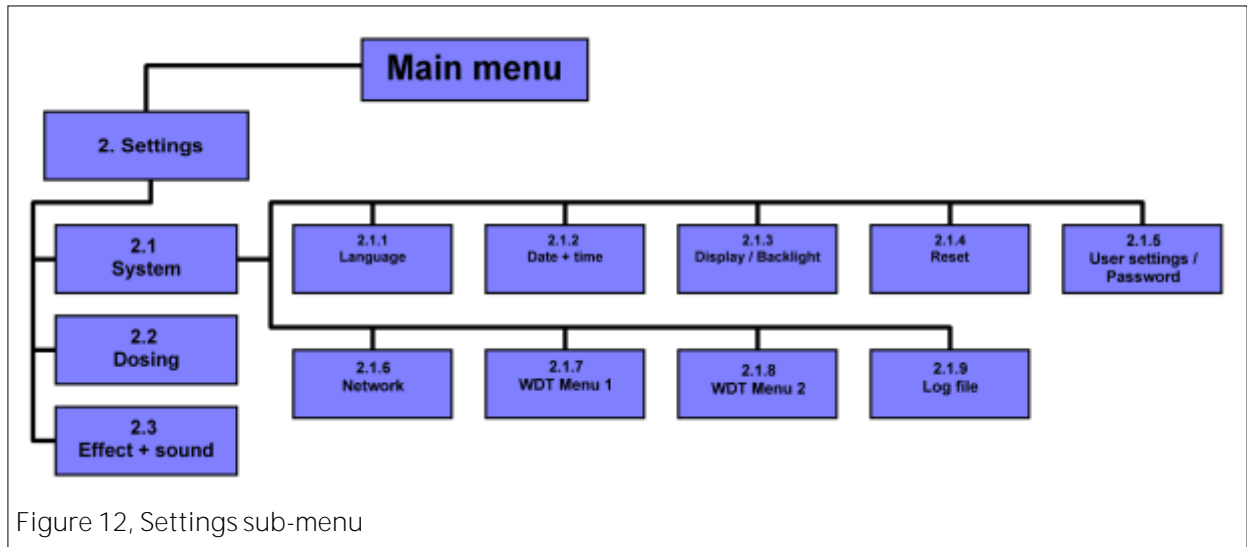 Main menu
2. Settings
2.1
System
2.1.1
Language
2.1.2
Date + time
2.1.3
Display / Backlight
2.1.4
Reset
2.1.5
User settings /
Password
2.2
Dosing
2.1.6
Network
2.1.7
WDT Menu 1
2.1.8
WDT Menu 2
2.1.9
Log file
2.3
Effect + sound
Figure 12, Settings sub-menu